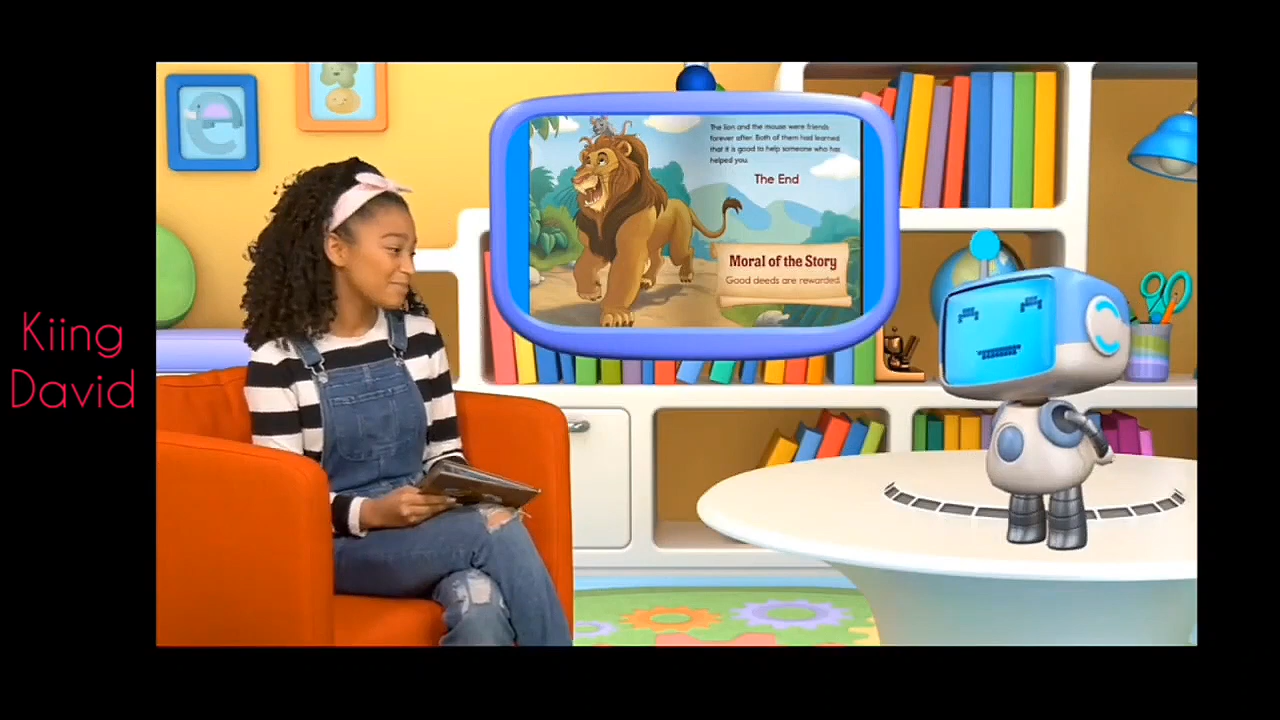 Kiing
David
The lion and the mouse were friends
forever after. Both of them had learned
that it is good to help someone who has
helped you.
The End
Moral of the Story
Good deeds are rewarded.
e